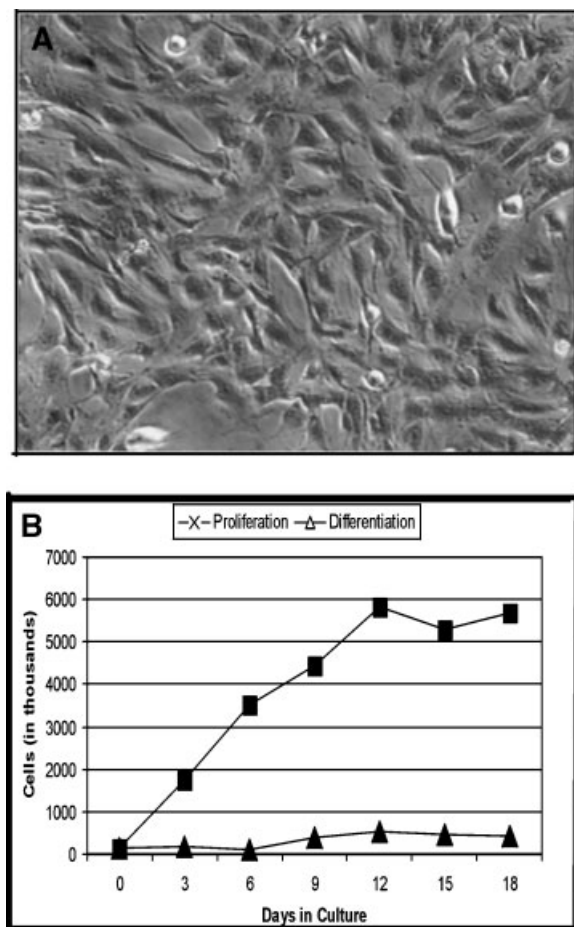 A
B
Proliferation Differentiation
Cells (in thousands)
7000
6000
5000
4000
3000
2000
1000
0
0 3 6 9 12 15 18
Days in Culture